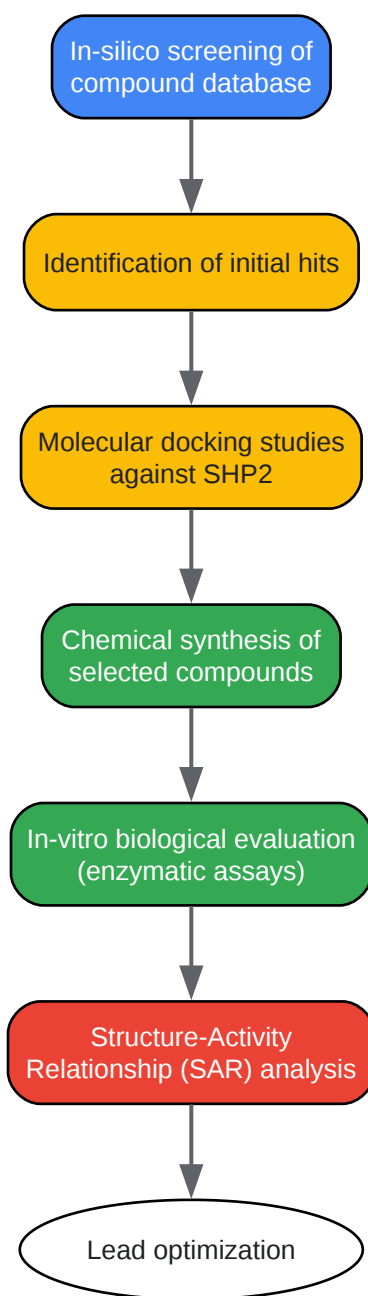 In-silico screening of
compound database
Identification of initial hits
Molecular docking studies
against SHP2
Chemical synthesis of
selected compounds
In-vitro biological evaluation
(enzymatic assays)
Structure-Activity
Relationship (SAR) analysis
Lead optimization